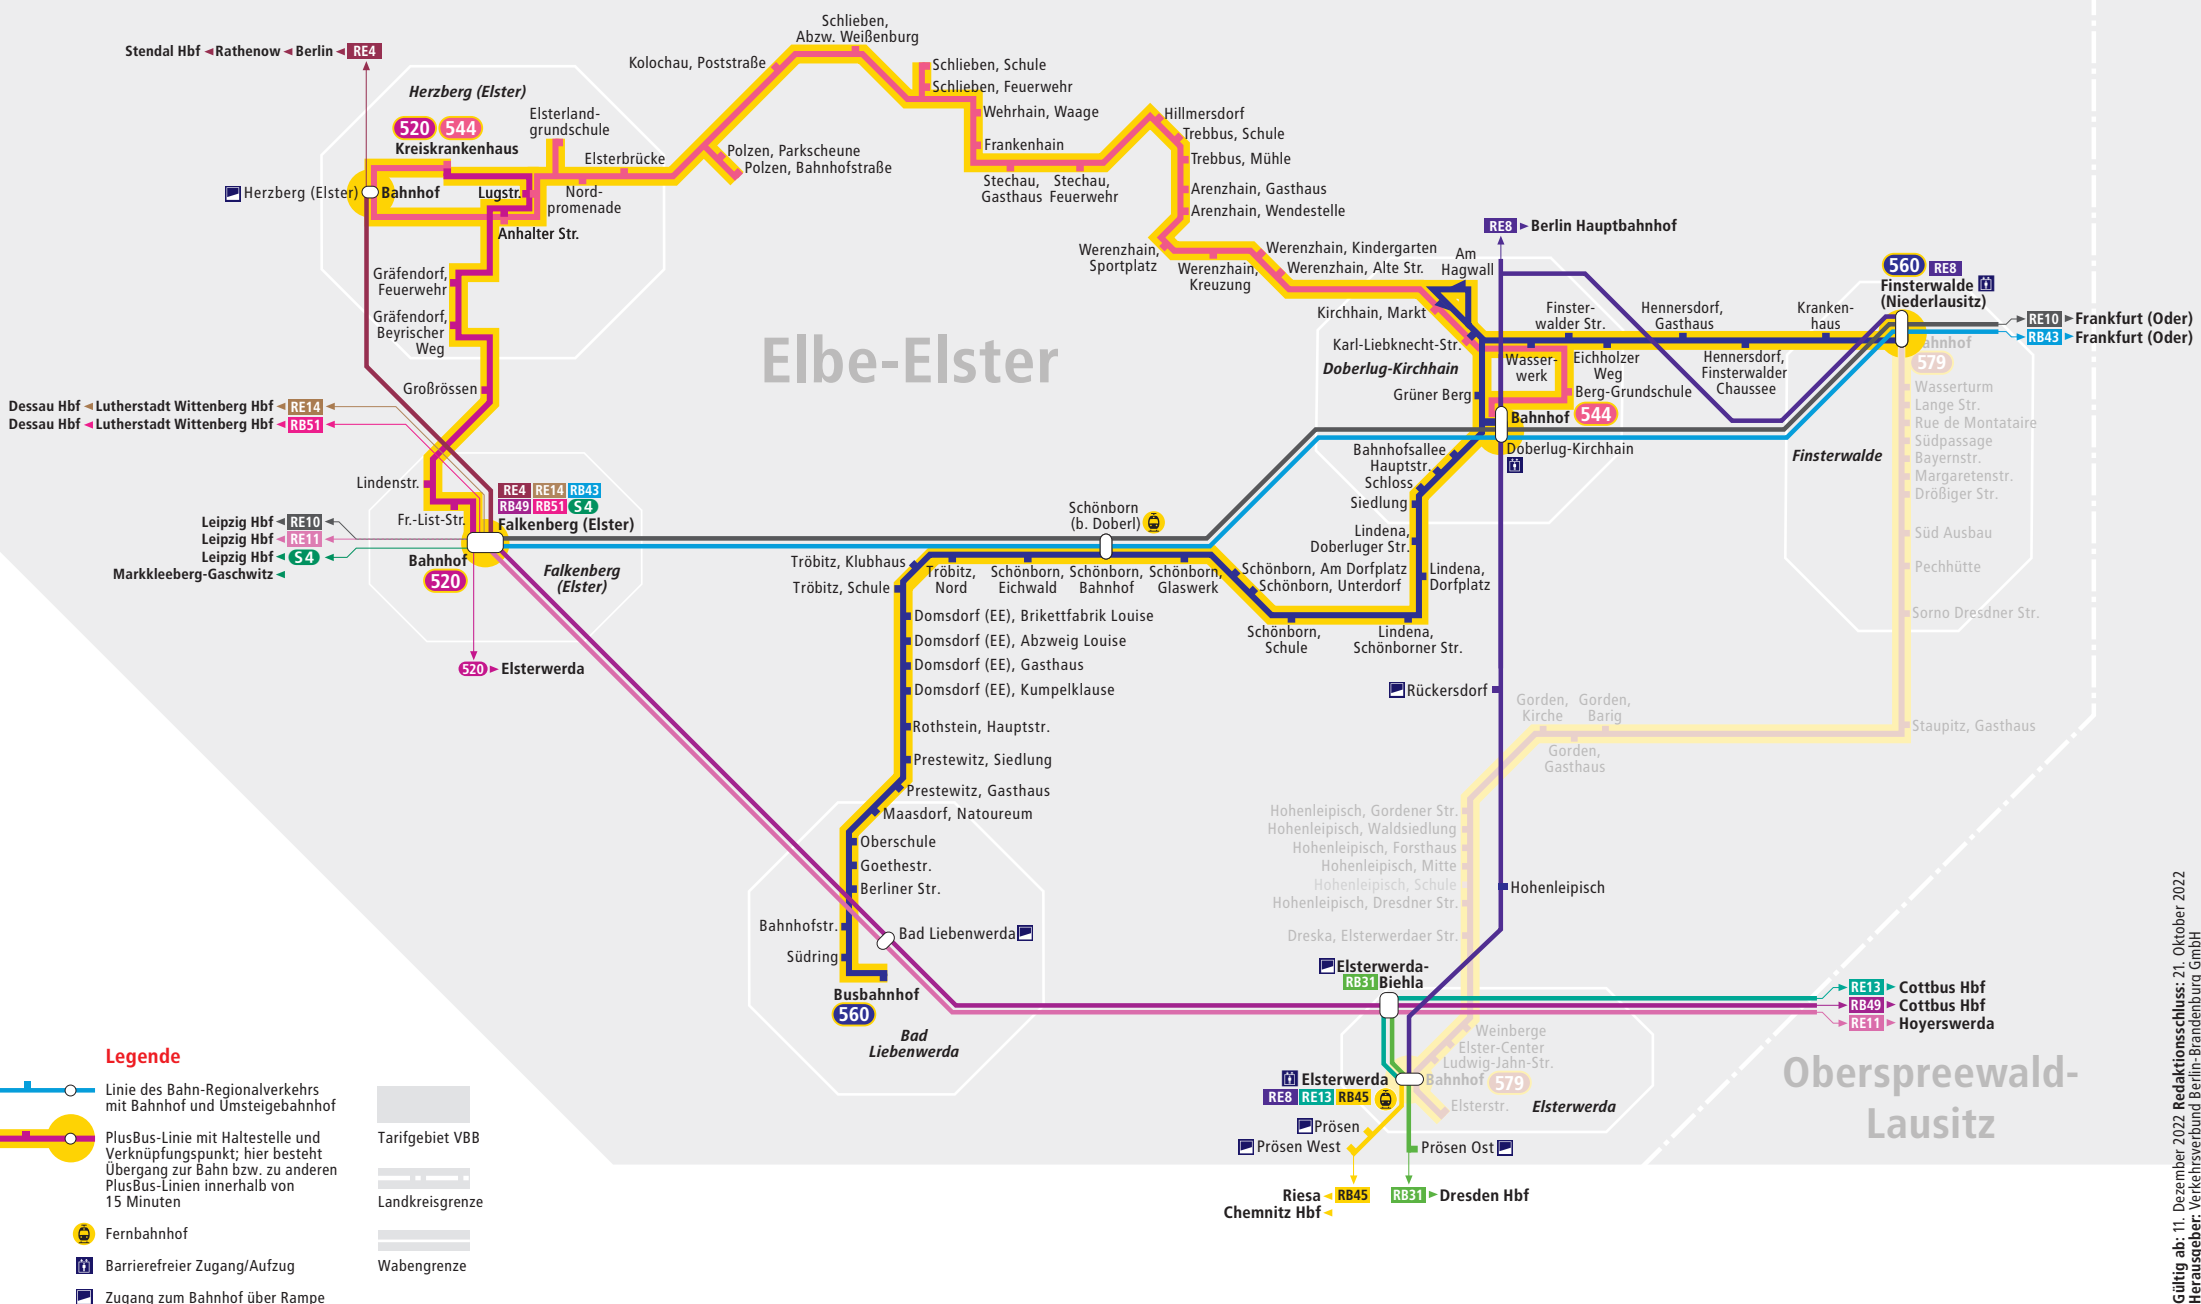 Stendal Hbf ◄ Rathenow ◄ Berlin ◄ RE4
Herzberg (Elster)
520 544
Kreiskrankenhaus
Herzberg (Elster)
Bahnhof
Lugstr.
Anhalter Str.
Elsterland-
grundschule
Elsterbrücke
Nord-
promenade
Kolochau, Poststraße
Schlieben,
Abzw. Weißenburg
Polzen, Parkscheune
Polzen, Bahnhofstraße
Schlieben, Schule
Schlieben, Feuerwehr
Wehrhain, Waage
Frankenhain
Stechau,
Gasthaus
Stechau,
Feuerwehr
Hillmersdorf
Trebbus, Schule
Trebbus, Mühle
Arenzhain, Gasthaus
Arenzhain, Wendestelle
Werenzhain,
Sportplatz
Werenzhain,
Kreuzung
Werenzhain, Kindergarten
Werenzhain, Alte Str.
Am
Hagwall
Kirchhain, Markt
Karl-Liebknecht-Str.
Doberlug-Kirchhain
Grüner Berg
RE8 ► Berlin Hauptbahnhof
Finster-
walder Str.
Wasser-
werk
Eichholzer
Weg
Berg-Grundschule
Bahnhof 544
Doberlug-Kirchhain
Hennersdorf,
Gasthaus
Hennersdorf,
Finsterwalder
Chaussee
Kranken-
haus
560 RE8
Finsterwalde
(Niederlausitz)
RE10 ► Frankfurt (Oder)
RB43 ► Frankfurt (Oder)
Bahnhof
579
Wasserturm
Lange Str.
Rue de Montataire
Südpassage
Bayernstr.
Margaretenstr.
Drößiger Str.
Süd Ausbau
Pechhütte
Sorno Dresdner Str.
Staupitz, Gasthaus
Finsterwalde
Elbe-Elster
Gräfendorf,
Feuerwehr
Gräfendorf,
Beyrischer
Weg
Großrössen
Dessau Hbf ◄ Lutherstadt Wittenberg Hbf ◄ RE14
Dessau Hbf ◄ Lutherstadt Wittenberg Hbf ◄ RB51
Lindenstr.
Fr.-List-Str.
RE4 RE14 RB43
RB49 RB51 S4
Falkenberg (Elster)
Leipzig Hbf ◄ RE10
Leipzig Hbf ◄ RE11
Leipzig Hbf ◄ S4
Markkleeberg-Gaschwitz ◄
Bahnhof
520
Falkenberg
(Elster)
520 ► Elsterwerda
Bahnhofsallee
Hauptstr.
Schloss
Siedlung
Lindena,
Doberluger Str.
Lindena,
Dorfplatz
Lindena,
Schönborner Str.
Schönborn,
Schule
Schönborn, Am Dorfplatz
Schönborn, Unterdorf
Schönborn
(b. Doberl)
Schönborn,
Glaswerk
Schönborn,
Bahnhof
Schönborn,
Eichwald
Tröbitz,
Nord
Tröbitz, Klubhaus
Tröbitz, Schule
Domsdorf (EE), Brikettfabrik Louise
Domsdorf (EE), Abzweig Louise
Domsdorf (EE), Gasthaus
Domsdorf (EE), Kumpelklause
Rothstein, Hauptstr.
Prestewitz, Siedlung
Prestewitz, Gasthaus
Maasdorf, Natoureum
Oberschule
Goethestr.
Berliner Str.
Bahnhofstr.
Südring
Bad Liebenwerda
Busbahnhof
560
Bad
Liebenwerda
Rückersdorf
Gorden,
Kirche
Gorden,
Barig
Gorden,
Gasthaus
Hohenleipisch, Gordener Str.
Hohenleipisch, Waldsiedlung
Hohenleipisch, Forsthaus
Hohenleipisch, Mitte
Hohenleipisch, Schule
Hohenleipisch, Dresdner Str.
Dreska, Elsterwerdaer Str.
Hohenleipisch
Elsterwerda-
RB31 Biehla
RE13 ► Cottbus Hbf
RB49 ► Cottbus Hbf
RE11 ► Hoyerswerda
Weinberge
Elster-Center
Ludwig-Jahn-Str.
Elsterwerda
RE8 RE13 RB45
Bahnhof 579
Elsterstr.
Elsterwerda
Prösen
Prösen West
Prösen Ost
Riesa ◄ RB45
Chemnitz Hbf ◄
RB31 ► Dresden Hbf
Oberspreewald-
Lausitz
Legende
Linie des Bahn-Regionalverkehrs
mit Bahnhof und Umsteigebahnhof
PlusBus-Linie mit Haltestelle und
Verknüpfungspunkt; hier besteht
Übergang zur Bahn bzw. zu anderen
PlusBus-Linien innerhalb von
15 Minuten
Fernbahnhof
Barrierefreier Zugang/Aufzug
Zugang zum Bahnhof über Rampe
Tarifgebiet VBB
Landkreisgrenze
Wabengrenze
Gültig ab: 11. Dezember 2022 Redaktionsschluss: 21. Oktober 2022
Herausgeber: Verkehrsverbund Berlin-Brandenburg GmbH